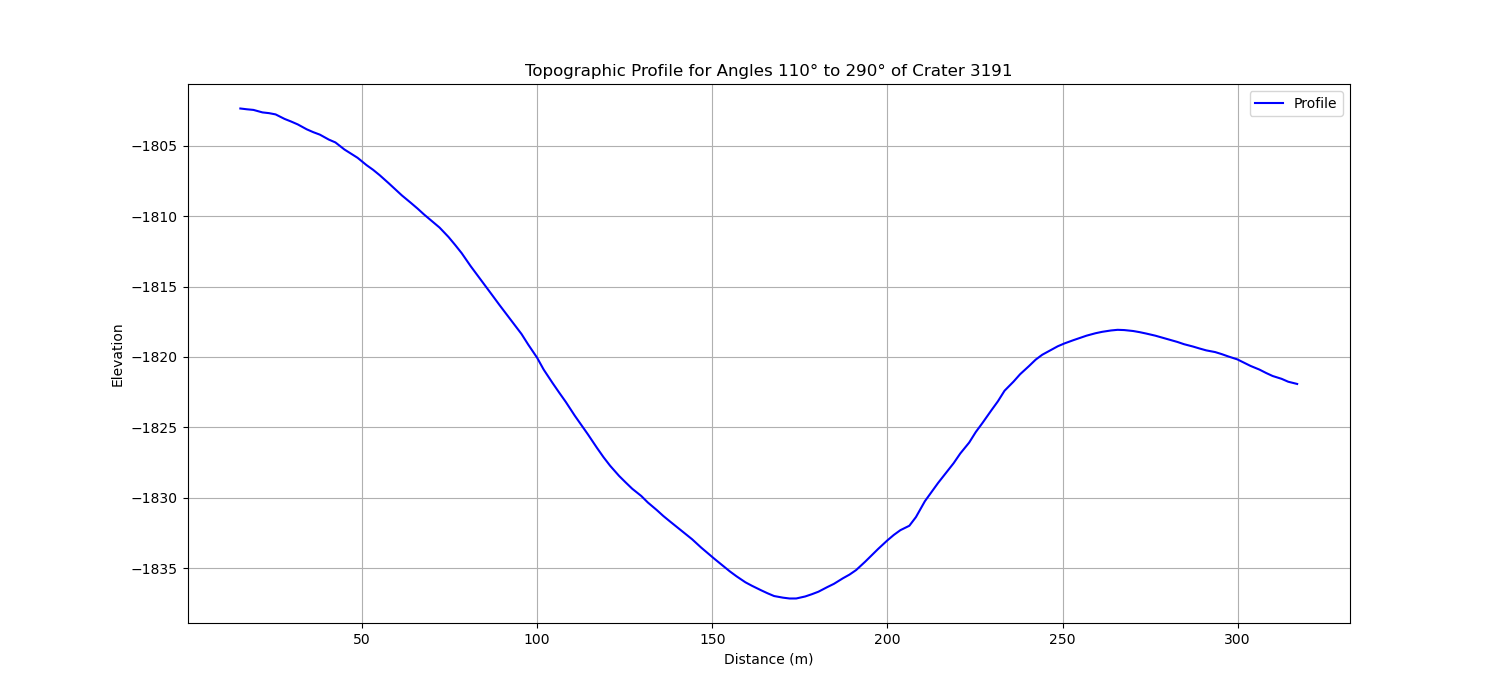 Topographic Profile for Angles 110° to 290° of Crater 3191
Profile
−1805
−1810
−1815
−1820
−1825
−1830
−1835
Elevation
50 100 150 200 250 300
Distance (m)